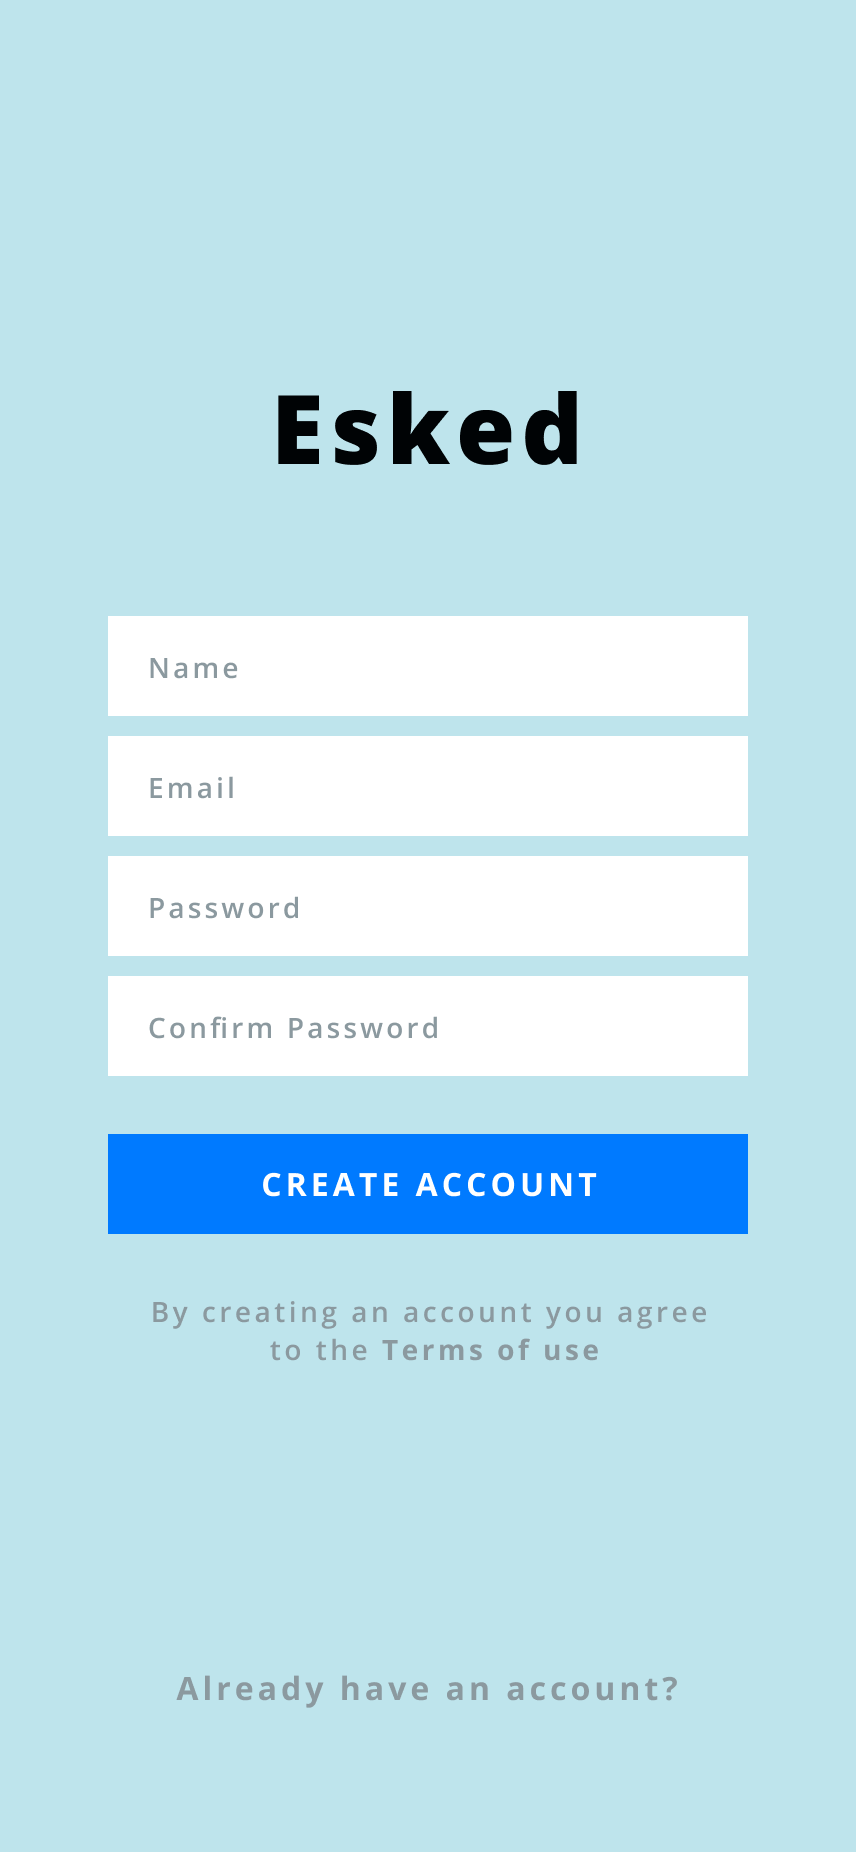 Esked
Name
Email
Password
Confirm Password
CREATE ACCOUNT
By creating an account you agree
to the Terms of use
Already have an account?